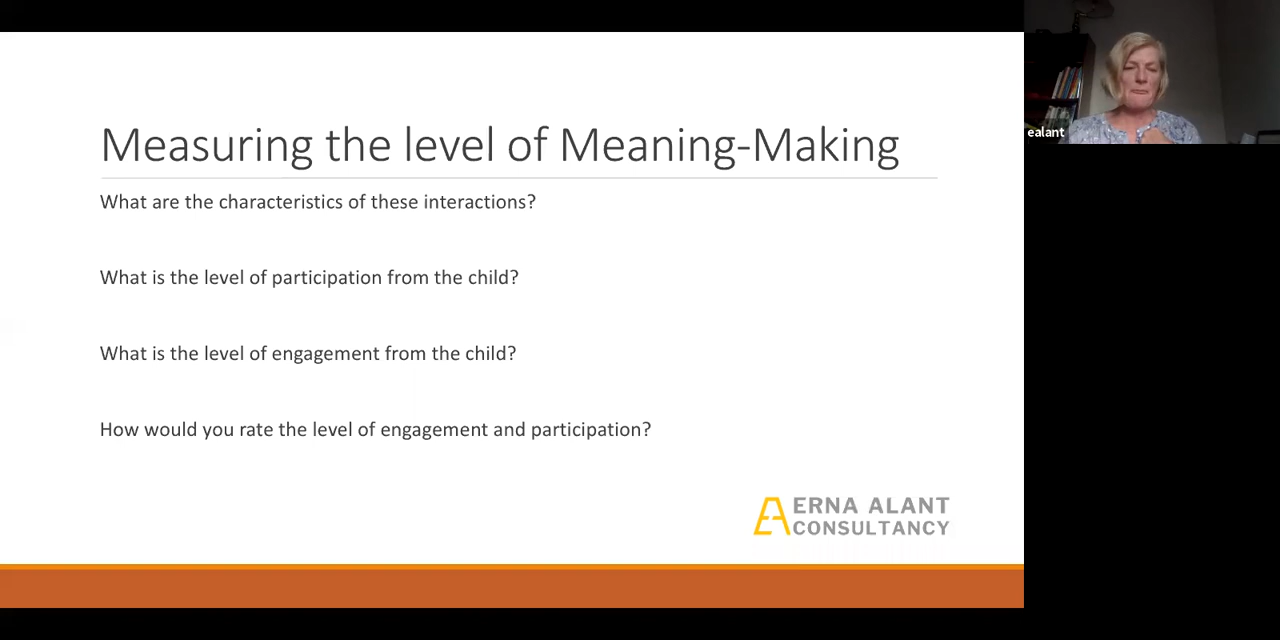 Measuring the level of Meaning-Making
What are the characteristics of these interactions?
What is the level of participation from the child?
What is the level of engagement from the child?
How would you rate the level of engagement and participation?
EA ERNA ALANT
CONSULTANCY
ealant